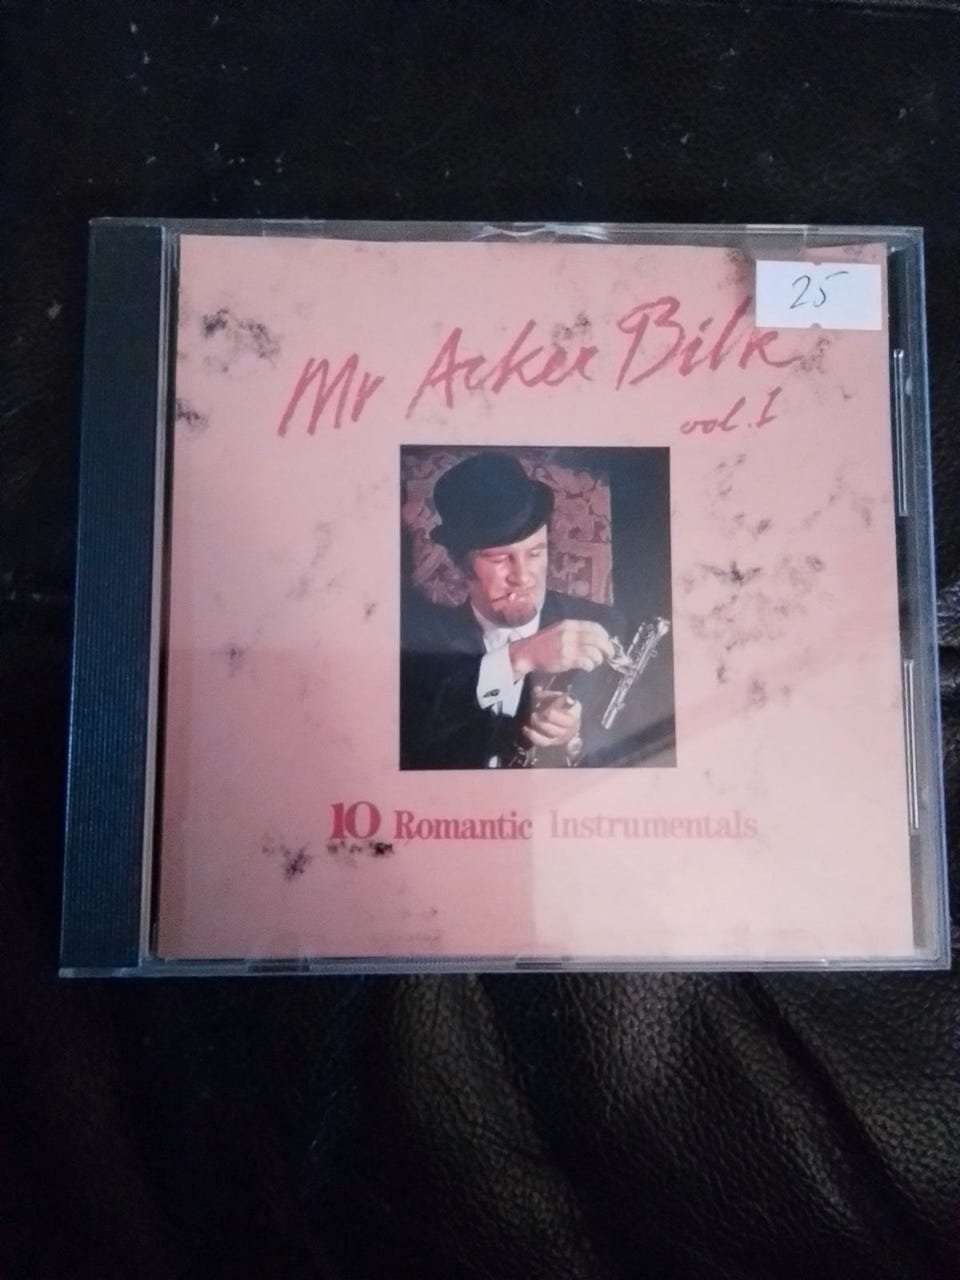 25
Mr Acker Bilk
vol. I
10 Romantic Instrumentals